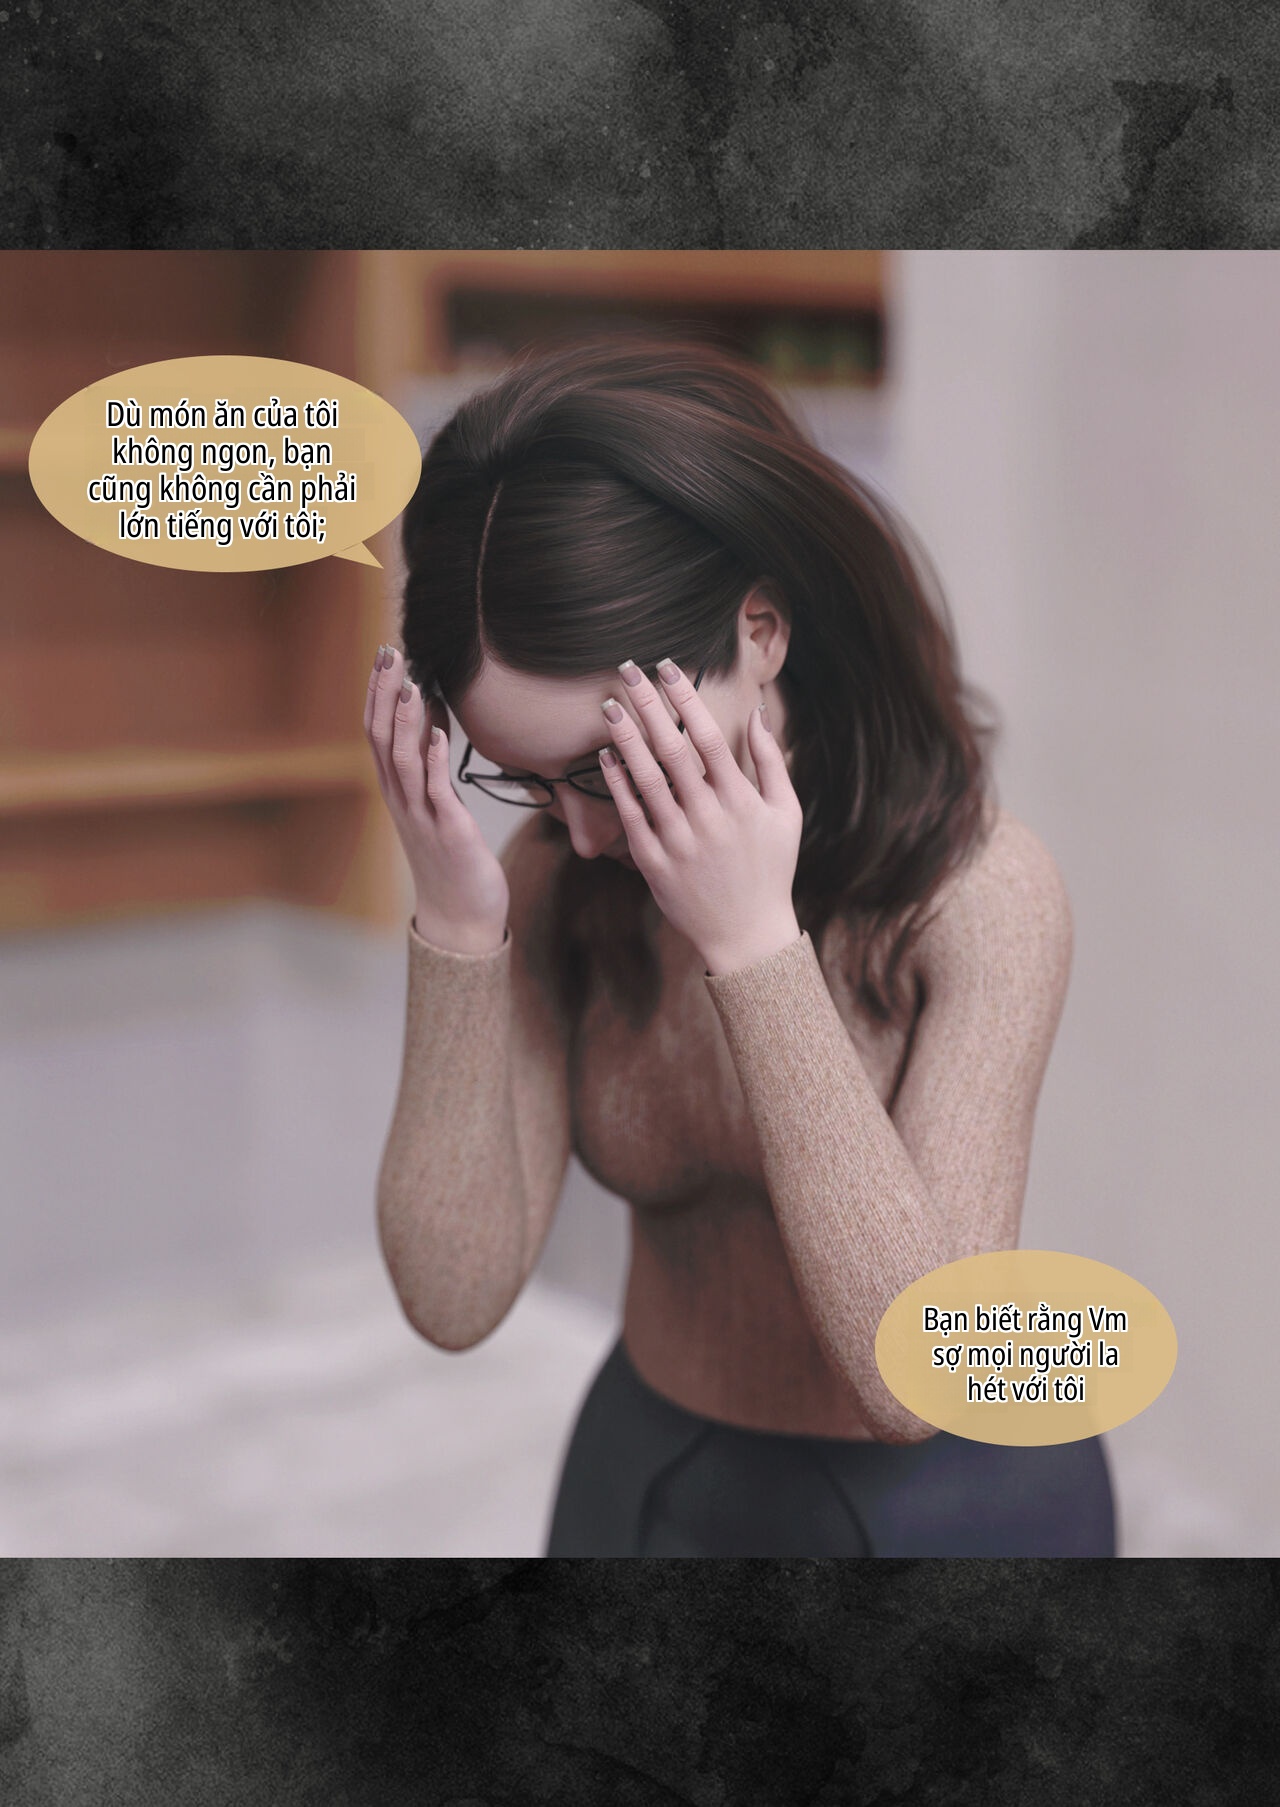 Dù món ăn của tôi
không ngon, bạn
cũng không cần phải
lớn tiếng với tôi;
Bạn biết rằng Vm
sợ mọi người la
hét với tôi